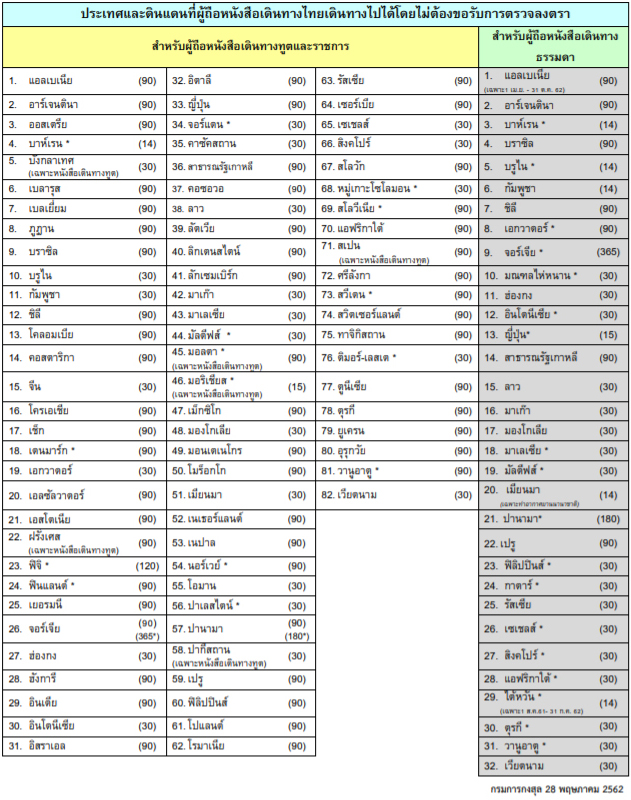 ประเทศและดินแดนที่ผู้ถือหนังสือเดินทางไทยเดินทางไปได้โดยไม่ต้องขอรับการตรวจลงตรา
สำหรับผู้ถือหนังสือเดินทางทูตและราชการ
1. แอลเบเนีย (90)
2. อาร์เจนตินา (90)
3. ออสเตรีย (90)
4. บาห์เรน * (14)
5. บังกลาเทศ (30)
(เฉพาะหนังสือเดินทางทูต)
6. เบลารุส (90)
7. เบลเยี่ยม (90)
8. ภูฏาน (90)
9. บราซิล (90)
10. บรูไน (30)
11. กัมพูชา (30)
12. ชิลี (90)
13. โคลอมเบีย (90)
14. คอสตาริกา (90)
15. จีน (30)
16. โครเอเชีย (90)
17. เช็ก (90)
18. เดนมาร์ก * (90)
19. เอกวาดอร์ (30)
20. เอลซัลวาดอร์ (90)
21. เอสโตเนีย (90)
22. ฝรั่งเศส (90)
(เฉพาะหนังสือเดินทางทูต)
23. ฟิจิ * (120)
24. ฟินแลนด์ * (90)
25. เยอรมนี (90)
26. จอร์เจีย (90)
(365*)
27. ฮ่องกง (30)
28. ฮังการี (90)
29. อินเดีย (90)
30. อินโดนีเซีย (30)
31. อิสราเอล (90)
32. อิตาลี (90)
33. ญี่ปุ่น (90)
34. จอร์แดน * (30)
35. คาซัคสถาน (30)
36. สาธารณรัฐเกาหลี (90)
37. คอซอวอ (90)
38. ลาว (30)
39. ลัตเวีย (90)
40. ลิกเตนสไตน์ (90)
41. ลักเซมเบิร์ก (90)
42. มาเก๊า (30)
43. มาเลเซีย (90)
44. มัลดีฟส์ * (30)
45. มอลตา * (90)
(เฉพาะหนังสือเดินทางทูต)
46. มอริเชียส * (15)
(เฉพาะหนังสือเดินทางทูต)
47. เม็กซิโก (90)
48. มองโกเลีย (30)
49. มอนเตเนโกร (90)
50. โมร็อกโก (90)
51. เมียนมา (30)
52. เนเธอร์แลนด์ (90)
53. เนปาล (90)
54. นอร์เวย์ * (90)
55. โอมาน (30)
56. ปาเลสไตน์ * (30)
57. ปานามา (90)
(180*)
58. ปากีสถาน (30)
(เฉพาะหนังสือเดินทางทูต)
59. เปรู (90)
60. ฟิลิปปินส์ (90)
61. โปแลนด์ (90)
62. โรมาเนีย (90)
63. รัสเซีย (90)
64. เซอร์เบีย (90)
65. เซเชลส์ (30)
66. สิงคโปร์ (30)
67. สโลวัก (90)
68. หมู่เกาะโซโลมอน * (30)
69. สโลวีเนีย * (90)
70. แอฟริกาใต้ (90)
71. สเปน (90)
(เฉพาะหนังสือเดินทางทูต)
72. ศรีลังกา (90)
73. สวีเดน * (90)
74. สวิตเซอร์แลนด์ (90)
75. ทาจิกิสถาน (90)
76. ติมอร์-เลสเต * (30)
77. ตูนีเซีย (90)
78. ตุรกี (90)
79. ยูเครน (90)
80. อุรุกวัย (90)
81. วานูอาตู * (90)
82. เวียดนาม (30)
สำหรับผู้ถือหนังสือเดินทาง
ธรรมดา
1. แอลเบเนีย (90)
(เฉพาะ1 เม.ย. - 31 ต.ค. 62)
2. อาร์เจนตินา (90)
3. บาห์เรน * (14)
4. บราซิล (90)
5. บรูไน * (14)
6. กัมพูชา (14)
7. ชิลี (90)
8. เอกวาดอร์ * (90)
9. จอร์เจีย * (365)
10. มณฑลไห่หนาน * (30)
11. ฮ่องกง (30)
12. อินโดนีเซีย * (30)
13. ญี่ปุ่น* (15)
14. สาธารณรัฐเกาหลี (90)
15. ลาว (30)
16. มาเก๊า (30)
17. มองโกเลีย (30)
18. มาเลเซีย * (30)
19. มัลดีฟส์ * (30)
20. เมียนมา (14)
(เฉพาะท่าอากาศยานนานาชาติ)
21. ปานามา* (180)
22. เปรู (90)
23. ฟิลิปปินส์ * (30)
24. กาตาร์ * (30)
25. รัสเซีย (30)
26. เซเชลส์ * (30)
27. สิงคโปร์ * (30)
28. แอฟริกาใต้ * (30)
29. ไต้หวัน * (14)
(เฉพาะ1 ส.ค.61- 31 ก.ค. 62)
30. ตุรกี * (30)
31. วานูอาตู * (30)
32. เวียดนาม (30)
กรมการกงสุล 28 พฤษภาคม 2562